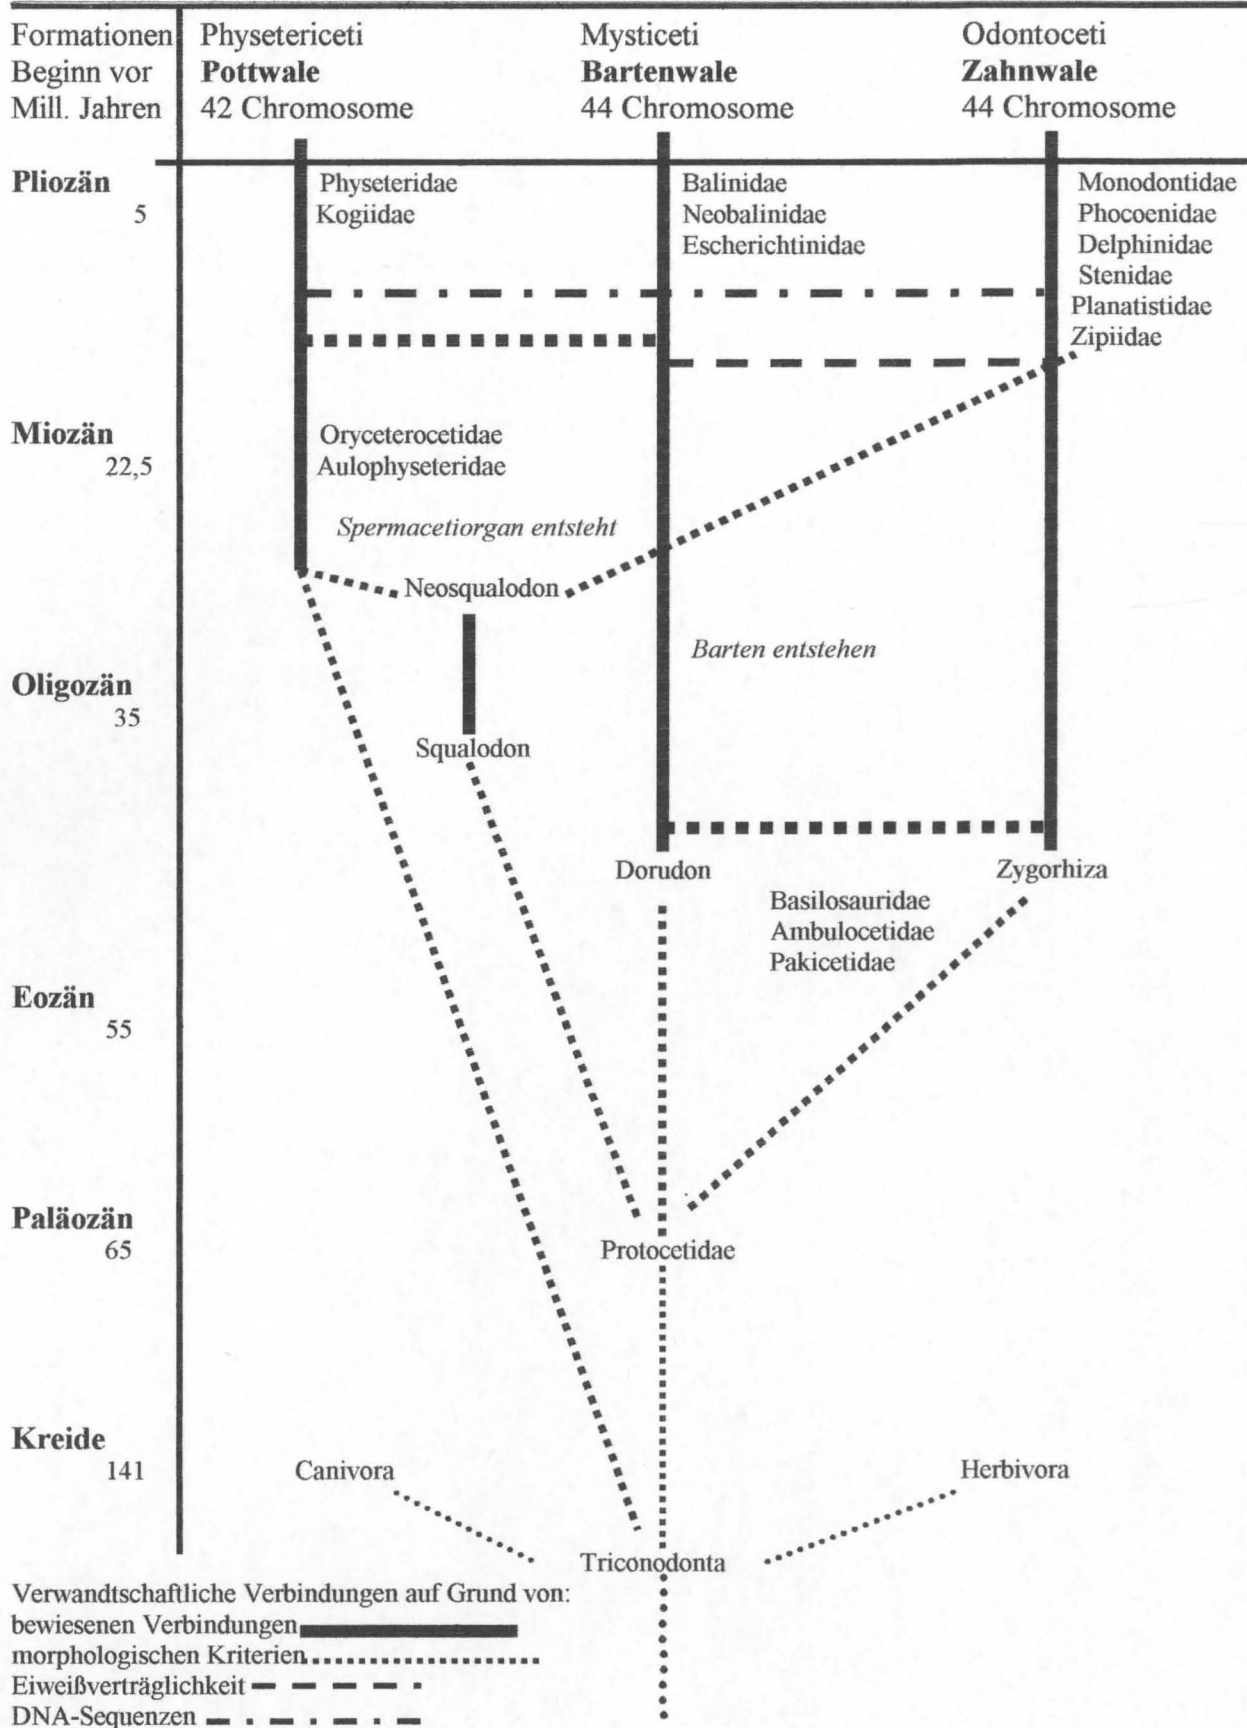 Formationen Physetericeti Mysticeti Odontoceti
Beginn vor Pottwale Bartenwale Zahnwale
Mill. Jahren 42 Chromosome 44 Chromosome 44 Chromosome
Pliozän Physeteridae Balinidae Monodontidae
5 Kogiidae Neobalinidae Phocoenidae
Escherichtinidae Delphinidae
Stenidae
Planatistidae
Zipiidae
Miozän Oryceterocetidae
22,5 Aulophyseteridae
Spermacetiorgan entsteht
Neosqualodon
Barten entstehen
Oligozän
35
Squalodon
Dorudon Zygorhiza
Basilosauridae
Ambulocetidae
Pakicetidae
Eozän
55
Paläozän
65 Protocetidae
Kreide
141 Canivora Herbivora
Triconodonta
Verwandtschaftliche Verbindungen auf Grund von:
bewiesenen Verbindungen
morphologischen Kriterien
Eiweißverträglichkeit
DNA-Sequenzen